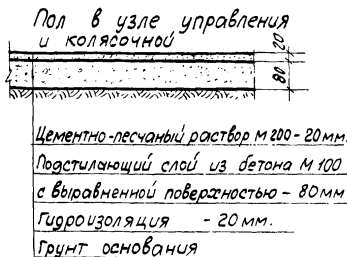 Пол в узле управления
и колясочной
20
80
Цементно-песчаный раствор М 200 - 20 мм.
Подстилающий слой из бетона М 100
с выравненной поверхностью - 80 мм
Гидроизоляция - 20 мм.
Грунт основания